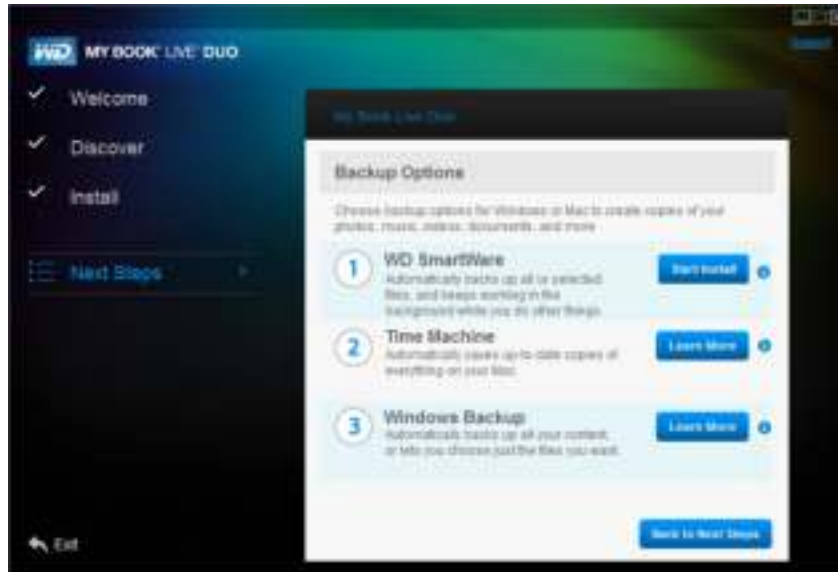 WD MY BOOK LIVE DUO
Welcome
Discover
Install
Next Steps
Exit
My Book Live Duo
Backup Options
Choose backup options for Windows or Mac to create copies of your
photos, music, videos, documents, and more
1 WD SmartWare
Automatically backs up all or selected
files, and keeps working in the
background while you do other things.
Start Install
2 Time Machine
Automatically saves up-to-date copies of
everything on your Mac.
Learn More
3 Windows Backup
Automatically backs up all your content,
or lets you choose just the files you want.
Learn More
Back to Next Steps